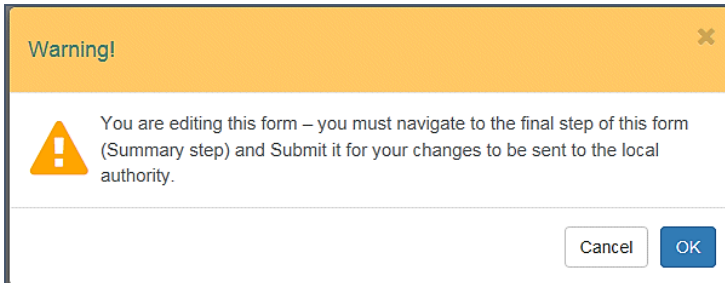 Warning!
You are editing this form – you must navigate to the final step of this form
(Summary step) and Submit it for your changes to be sent to the local
authority.
Cancel
OK